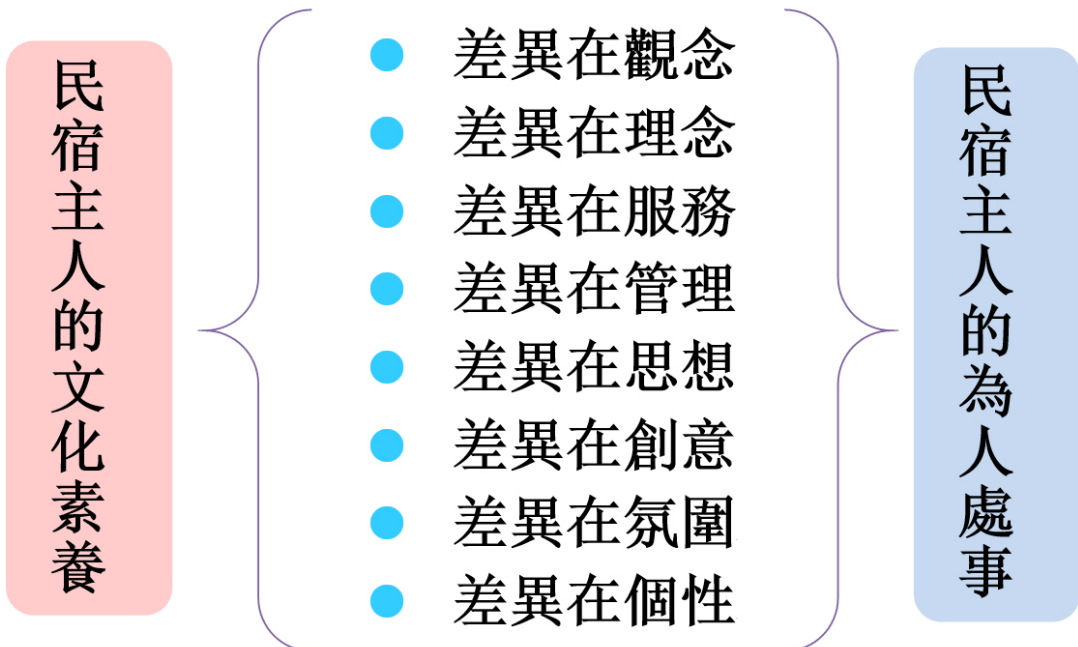 民宿主人的文化素養
差異在觀念
差異在理念
差異在服務
差異在管理
差異在思想
差異在創意
差異在氛圍
差異在個性
民宿主人的為人處事